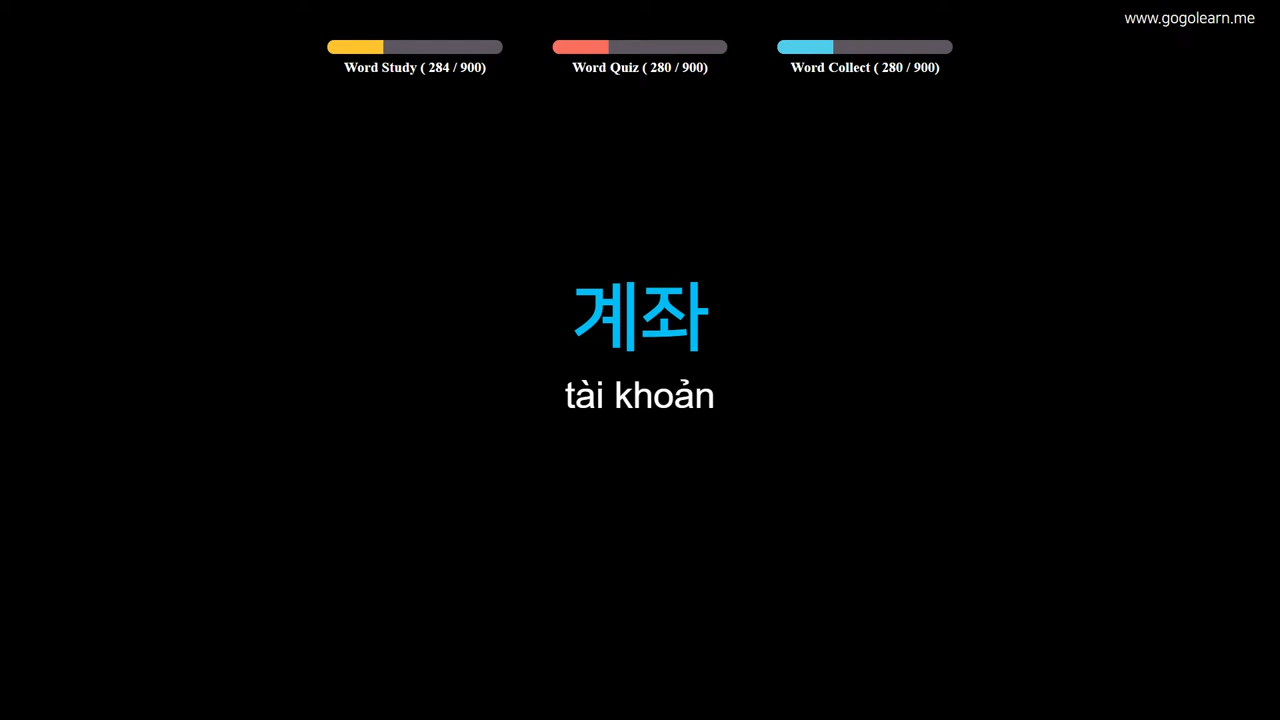 www.gogolearn.me
Word Study ( 284 / 900)
Word Quiz ( 280 / 900)
Word Collect ( 280 / 900)
계좌
tài khoản